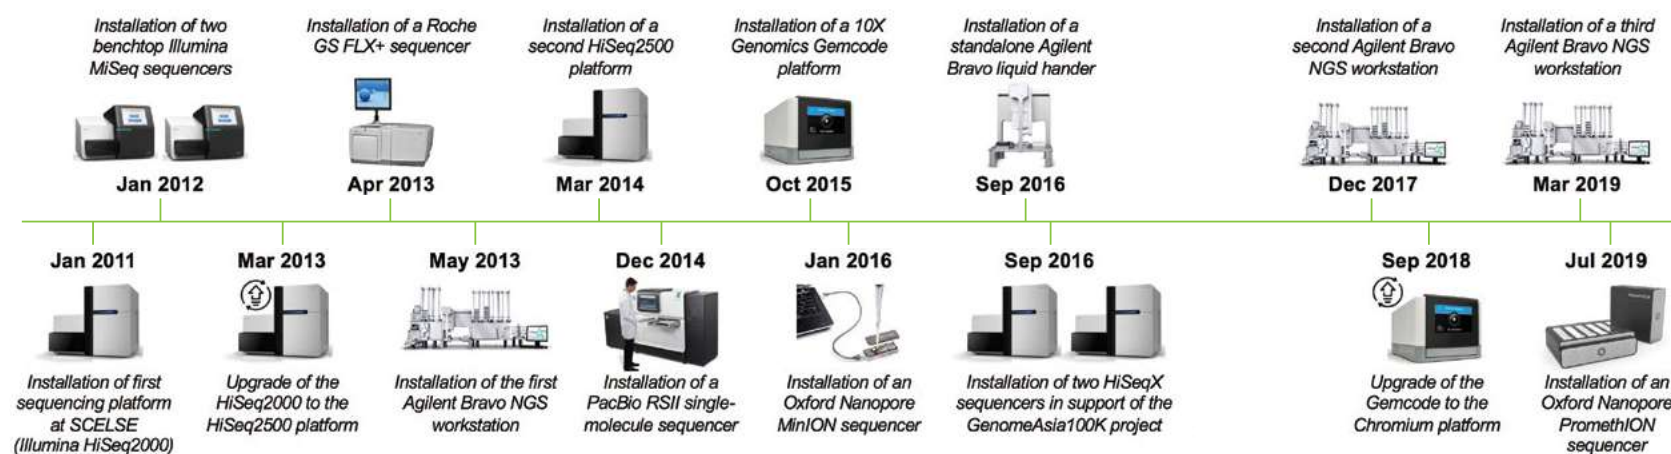 Installation of two
benchtop Illumina
MiSeq sequencers
Jan 2012
Installation of a Roche
GS FLX+ sequencer
Apr 2013
Installation of a
second HiSeq2500
platform
Mar 2014
Installation of a 10X
Genomics Gemcode
platform
Oct 2015
Installation of a
standalone Agilent
Bravo liquid hander
Sep 2016
Installation of a
second Agilent Bravo
NGS workstation
Dec 2017
Installation of a third
Agilent Bravo NGS
workstation
Mar 2019
Jan 2011
Installation of first
sequencing platform
at SCELSE
(Illumina HiSeq2000)
Mar 2013
Upgrade of the
HiSeq2000 to the
HiSeq2500 platform
May 2013
Installation of the first
Agilent Bravo NGS
workstation
Dec 2014
Installation of a
PacBio RSII single-
molecule sequencer
Jan 2016
Installation of an
Oxford Nanopore
MinION sequencer
Sep 2016
Installation of two HiSeqX
sequencers in support of the
GenomeAsia100K project
Sep 2018
Upgrade of the
Gemcode to the
Chromium platform
Jul 2019
Installation of an
Oxford Nanopore
PromethION
sequencer